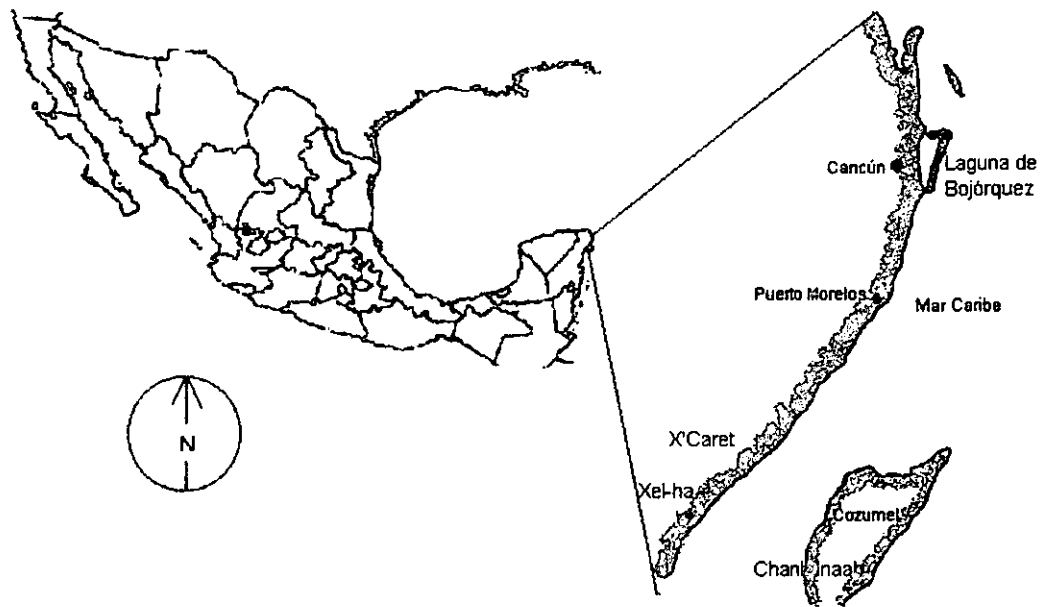 Cancún
Laguna de
Bojórquez
Puerto Morelos
Mar Caribe
N
X'Caret
Xel-ha
Cozumel